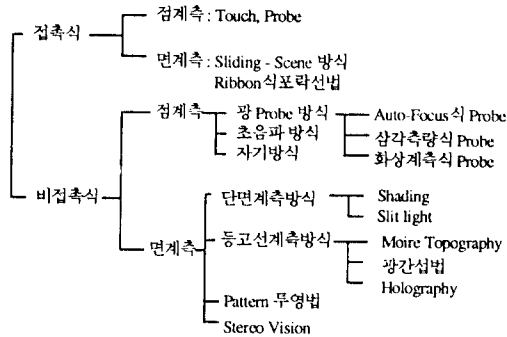 접촉식
점계측 : Touch, Probe
면계측 : Sliding - Scene 방식
Ribbon식포락선법
비접촉식
점계측
광 Probe 방식
Auto-Focus식 Probe
초음파 방식
삼각측량식 Probe
자기방식
화상계측식 Probe
면계측
단면계측방식
Shading
Slit light
등고선계측방식
Moire Topography
광간섭법
Holography
Pattern 투영법
Stereo Vision